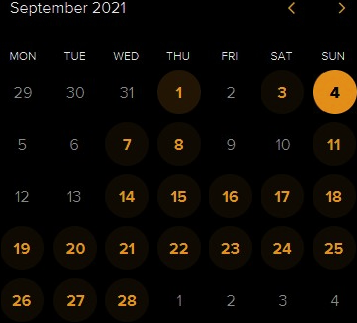 September 2021
MON TUE WED THU FRI SAT SUN
29 30 31 1 2 3 4
5 6 7 8 9 10 11
12 13 14 15 16 17 18
19 20 21 22 23 24 25
26 27 28 1 2 3 4